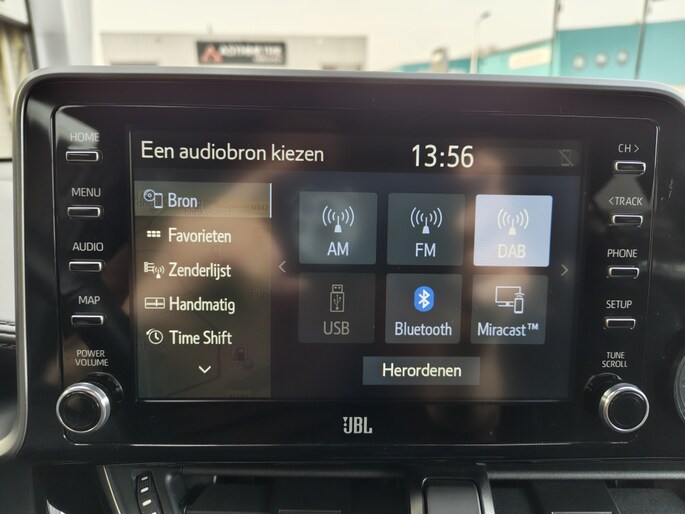 HOME
MENU
AUDIO
MAP
POWER
VOLUME
Een audiobron kiezen
13:56
Bron
Favorieten
Zenderlijst
Handmatig
Time Shift
AM
FM
DAB
USB
Bluetooth
Miracast™
Herordenen
CH >
< TRACK
PHONE
SETUP
TUNE
SCROLL
JBL